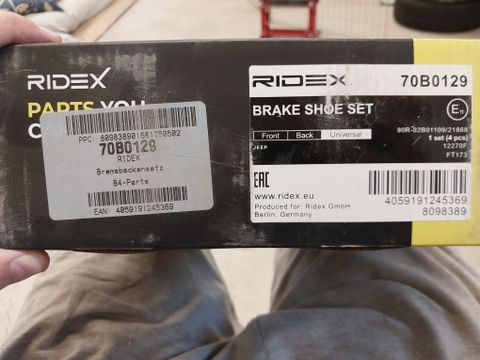 RIDEX
PARTS YOU
PPC: 8098389016B1750502
70B0129
RIDEX
Bremsbackensatz
B4-Parts
EAN: 4059191245369
RIDEX 70B0129
BRAKE SHOE SET
E
Front Back Universal
90R-02B01109/21868
1 set (4 pcs)
JEEP
12270F
FT173
EAC
www.ridex.eu
Produced for: Ridex GmbH
Berlin, Germany
4059191245369
8098389